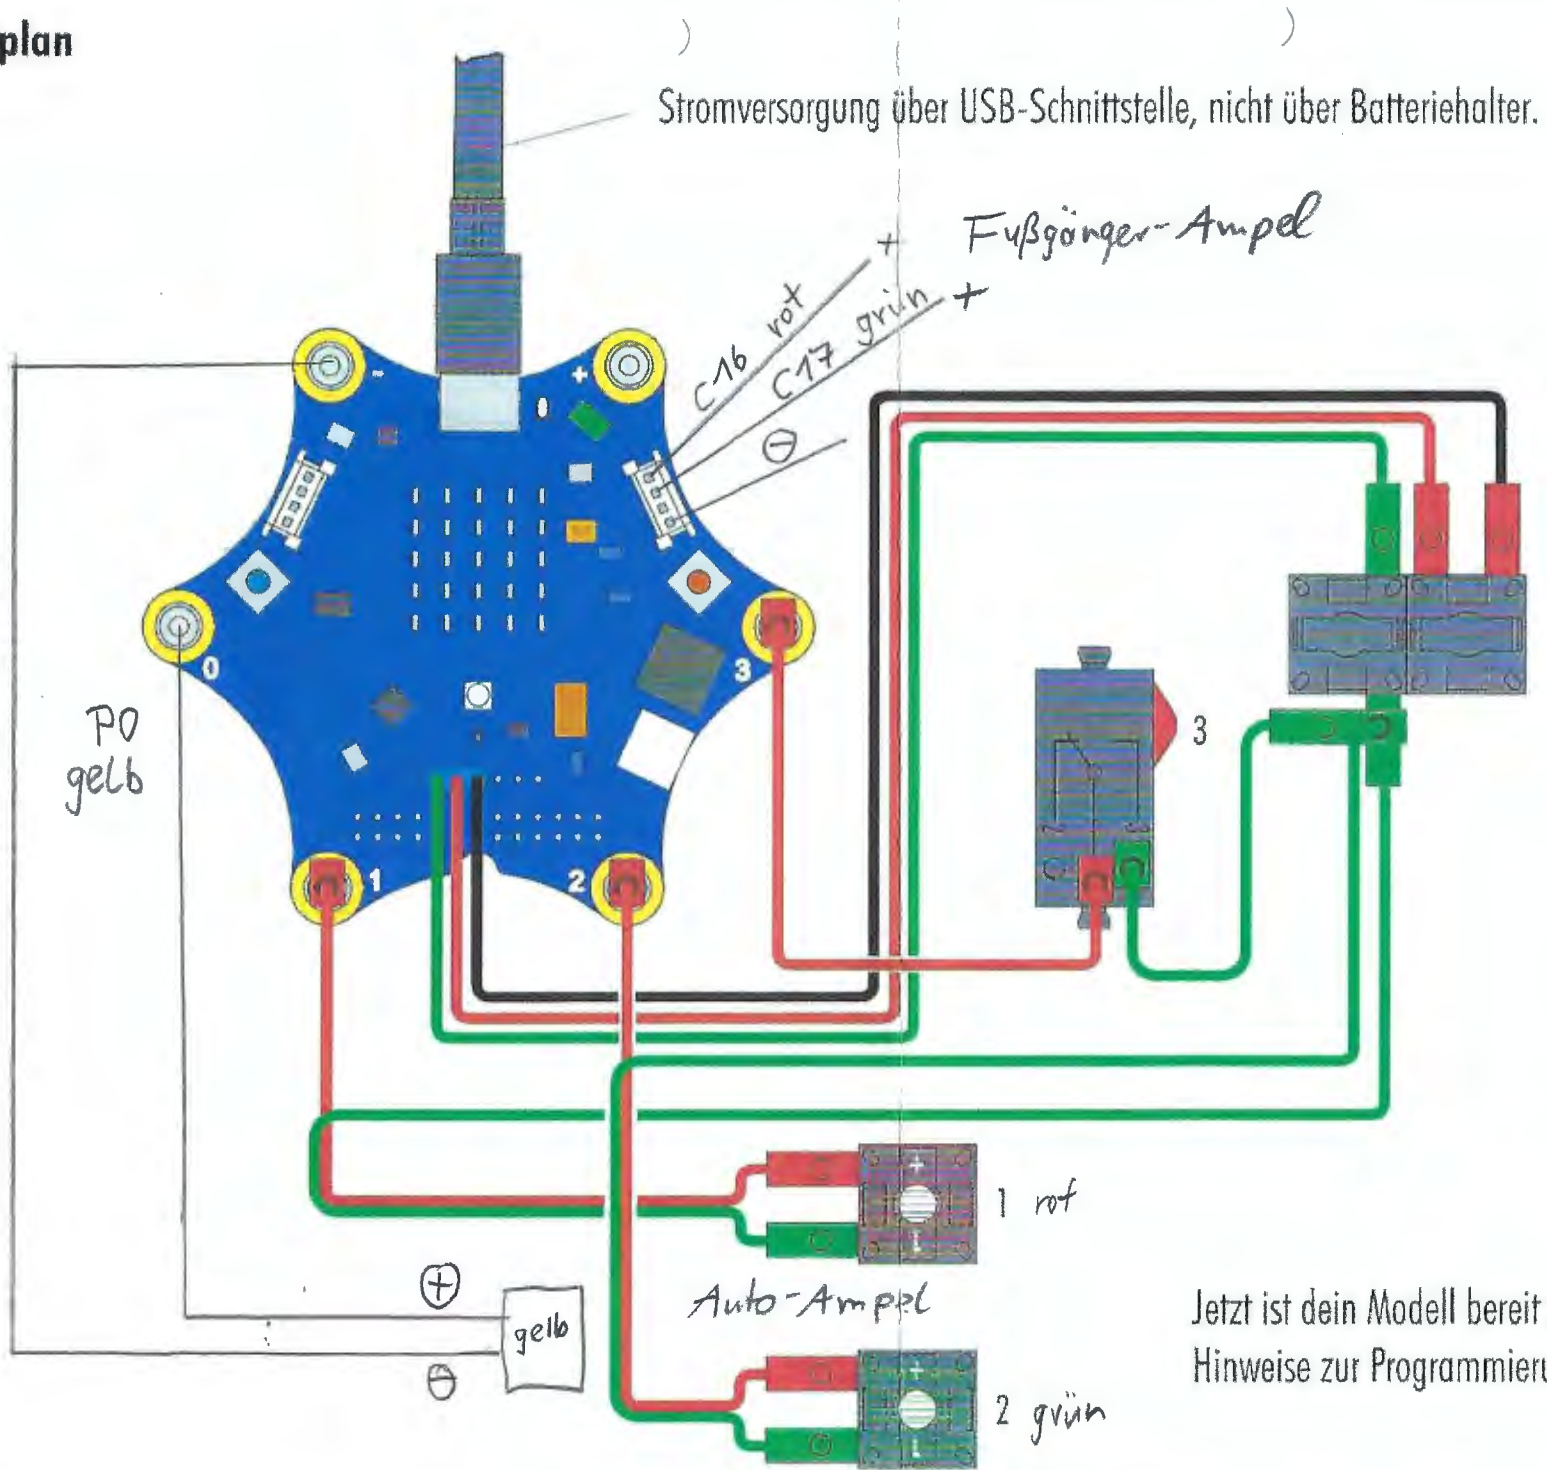 plan
Stromversorgung über USB-Schnittstelle, nicht über Batteriehalter.
Fußgänger-Ampel
C16 rot +
C17 grün +
⊖
-
+
0
3
P0
gelb
3
1
2
+
-
1 rot
⊕
gelb
⊖
Auto-Ampel
+
-
2 grün
Jetzt ist dein Modell bereit
Hinweise zur Programmieru